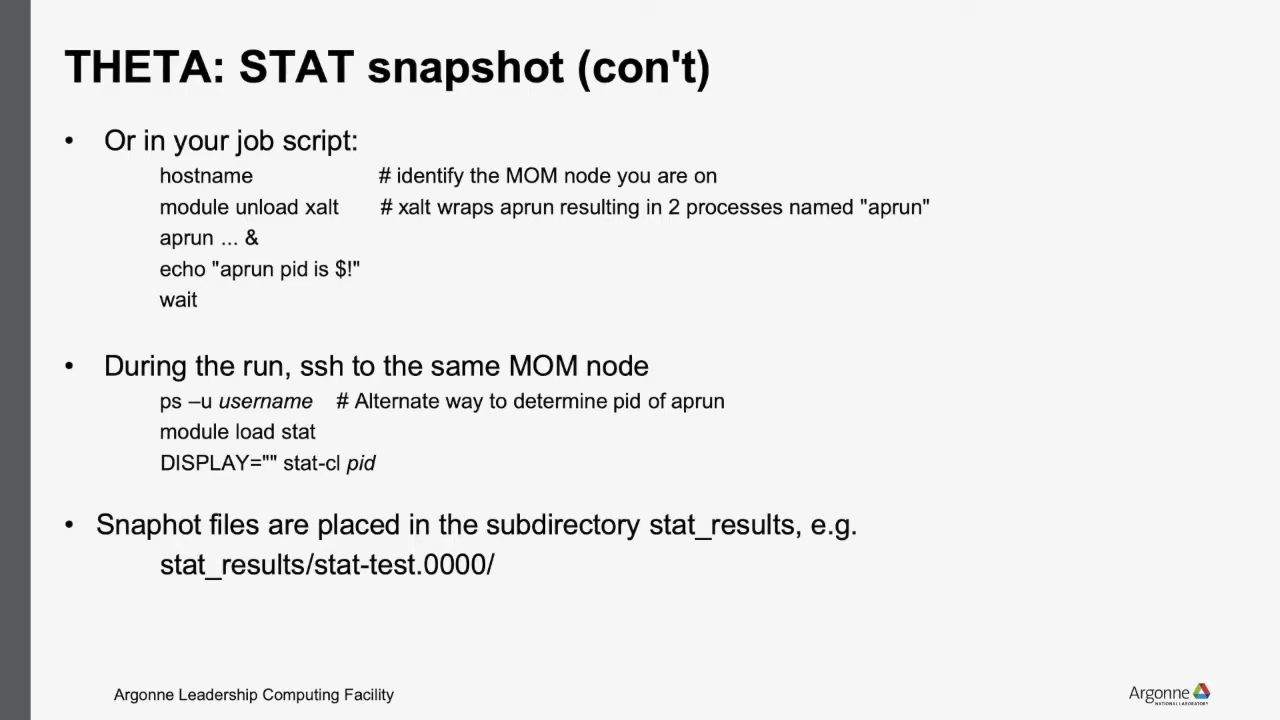 THETA: STAT snapshot (con't)
• Or in your job script:
hostname # identify the MOM node you are on
module unload xalt # xalt wraps aprun resulting in 2 processes named "aprun"
aprun ... &
echo "aprun pid is $!"
wait
• During the run, ssh to the same MOM node
ps –u username # Alternate way to determine pid of aprun
module load stat
DISPLAY="" stat-cl pid
• Snaphot files are placed in the subdirectory stat_results, e.g.
stat_results/stat-test.0000/
Argonne Leadership Computing Facility
Argonne
NATIONAL LABORATORY